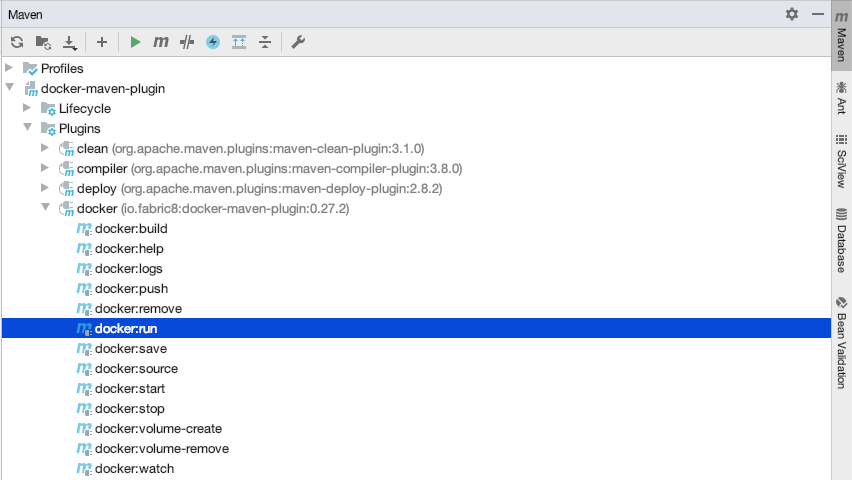 Maven
Profiles
docker-maven-plugin
Lifecycle
Plugins
clean (org.apache.maven.plugins:maven-clean-plugin:3.1.0)
compiler (org.apache.maven.plugins:maven-compiler-plugin:3.8.0)
deploy (org.apache.maven.plugins:maven-deploy-plugin:2.8.2)
docker (io.fabric8:docker-maven-plugin:0.27.2)
docker:build
docker:help
docker:logs
docker:push
docker:remove
docker:run
docker:save
docker:source
docker:start
docker:stop
docker:volume-create
docker:volume-remove
docker:watch
Maven
Ant
SciView
Database
Bean Validation